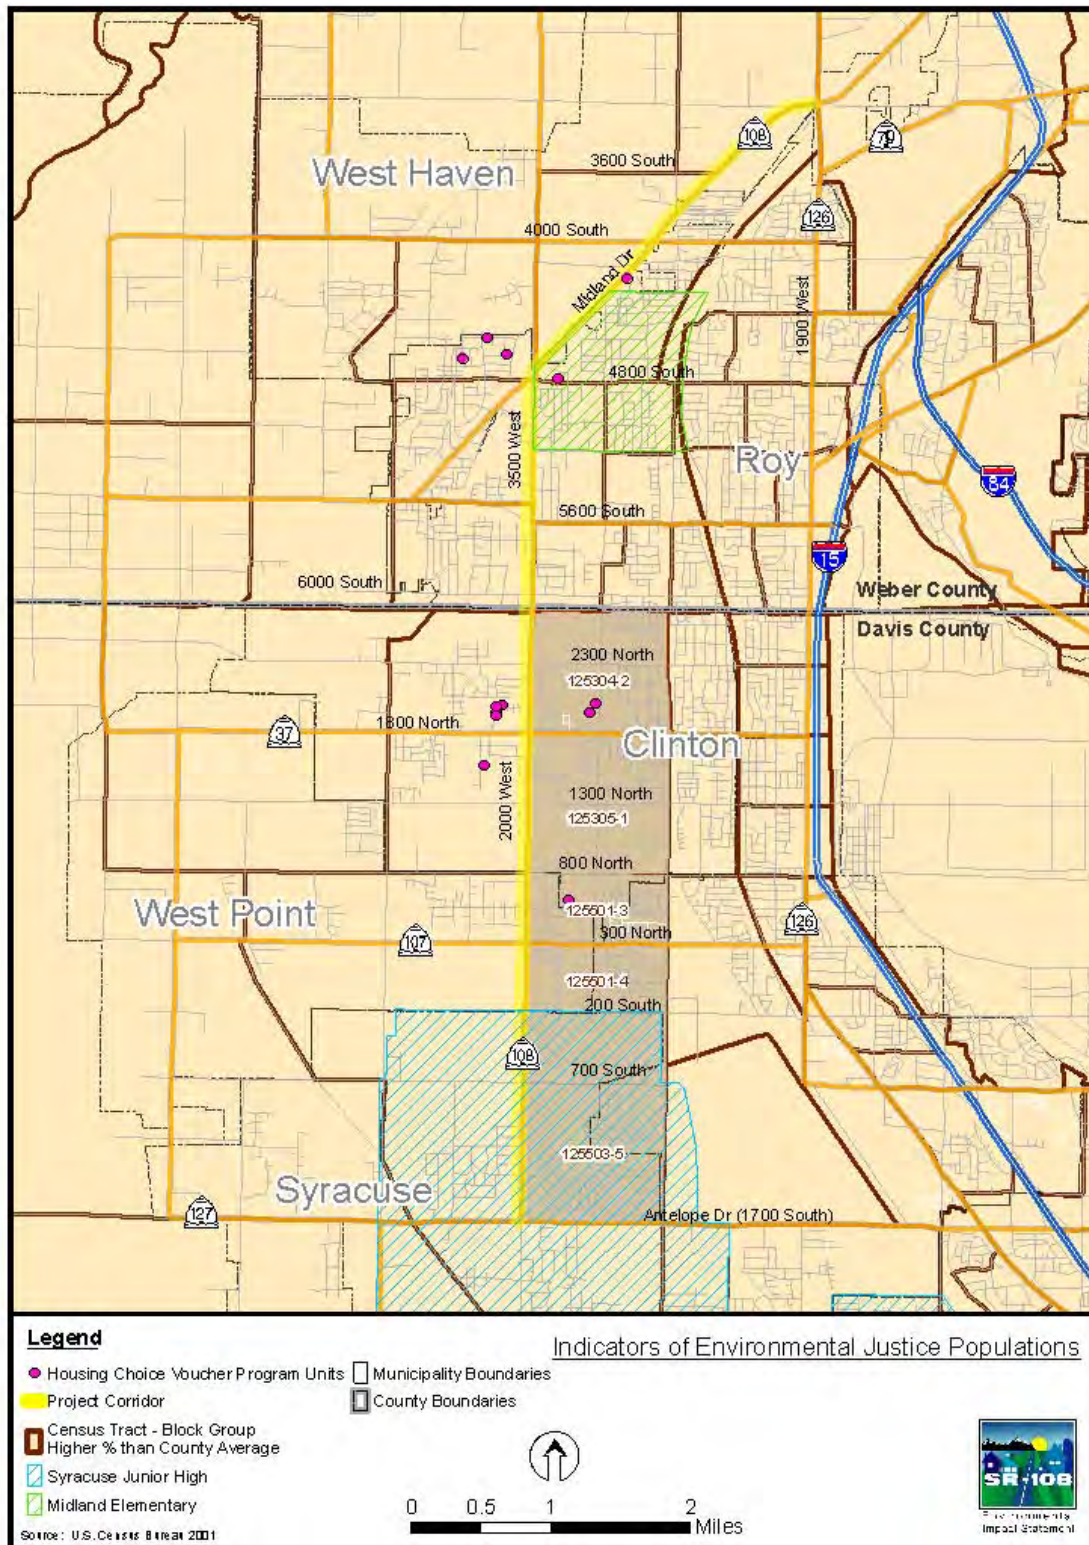 108
79
3600 South
West Haven
126
4000 South
Midland Dr
1900 West
4800 South
3500 West
Roy
84
5600 South
15
6000 South
Weber County
Davis County
2300 North
125304-2
1800 North
37
Clinton
2000 West
1300 North
125305-1
800 North
West Point
125501-3
126
107
300 North
125501-4
200 South
108
700 South
125503-5
Syracuse
127
Antelope Dr (1700 South)
Legend
Indicators of Environmental Justice Populations
Housing Choice Voucher Program Units
Municipality Boundaries
Project Corridor
County Boundaries
Census Tract - Block Group
Higher % than County Average
Syracuse Junior High
Midland Elementary
0 0.5 1 2
Miles
Source: U.S. Census Bureau 2001
SR-108
Environmental
Impact Statement